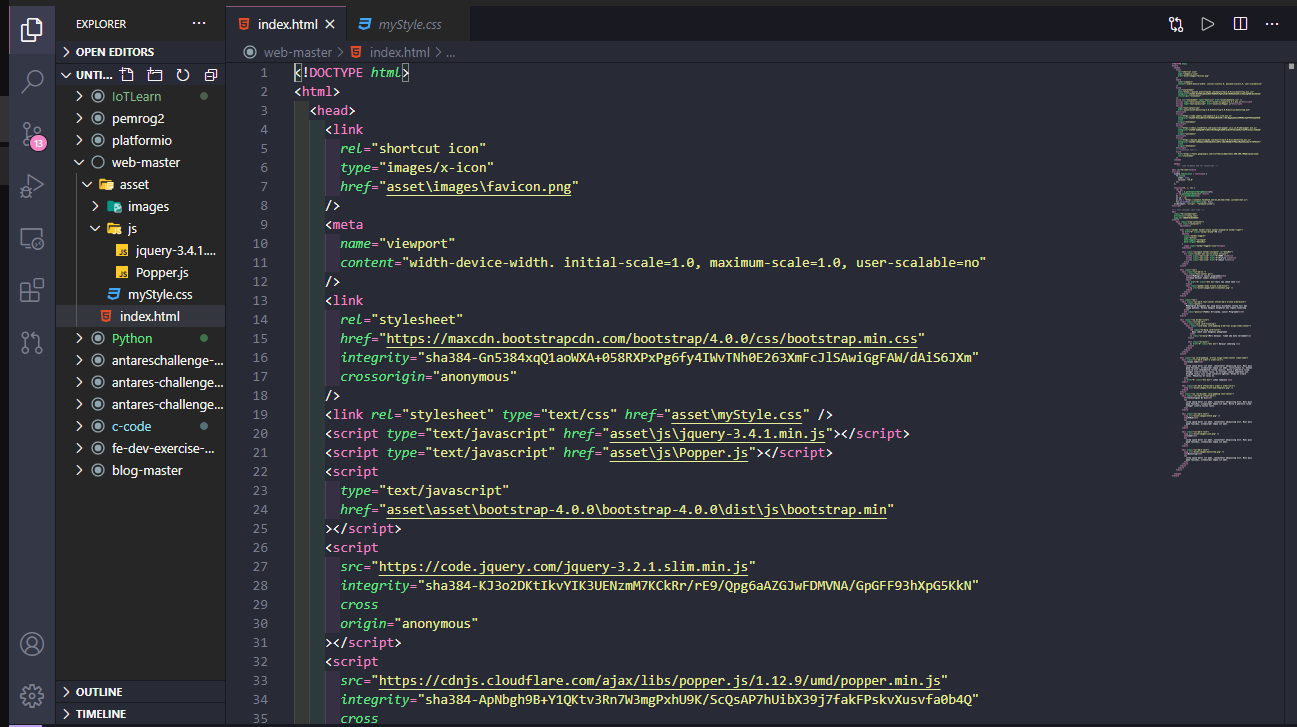 EXPLORER
OPEN EDITORS
UNTI...
IoTLearn
pemrog2
platformio
web-master
asset
images
js
jquery-3.4.1....
Popper.js
myStyle.css
index.html
Python
antareschallenge-...
antares-challenge...
antares-challenge...
c-code
fe-dev-exercise-...
blog-master
OUTLINE
TIMELINE
13
index.html
myStyle.css
web-master > index.html > ...
1 <!DOCTYPE html>
2 <html>
3 <head>
4 <link
5 rel="shortcut icon"
6 type="images/x-icon"
7 href="asset\images\favicon.png"
8 />
9 <meta
10 name="viewport"
11 content="width-device-width. initial-scale=1.0, maximum-scale=1.0, user-scalable=no"
12 />
13 <link
14 rel="stylesheet"
15 href="https://maxcdn.bootstrapcdn.com/bootstrap/4.0.0/css/bootstrap.min.css"
16 integrity="sha384-Gn5384xqQ1aoWXA+058RXPxPg6fy4IWvTNh0E263XmFcJlSAwiGgFAW/dAiS6JXm"
17 crossorigin="anonymous"
18 />
19 <link rel="stylesheet" type="text/css" href="asset\myStyle.css" />
20 <script type="text/javascript" href="asset\js\jquery-3.4.1.min.js"></script>
21 <script type="text/javascript" href="asset\js\Popper.js"></script>
22 <script
23 type="text/javascript"
24 href="asset\asset\bootstrap-4.0.0\bootstrap-4.0.0\dist\js\bootstrap.min"
25 ></script>
26 <script
27 src="https://code.jquery.com/jquery-3.2.1.slim.min.js"
28 integrity="sha384-KJ3o2DKtIkvYIK3UENzmM7KCkRr/rE9/Qpg6aAZGJwFDMVNA/GpGFF93hXpG5KkN"
29 cross
30 origin="anonymous"
31 ></script>
32 <script
33 src="https://cdnjs.cloudflare.com/ajax/libs/popper.js/1.12.9/umd/popper.min.js"
34 integrity="sha384-ApNbgh9B+Y1QKtv3Rn7W3mgPxhU9K/ScQsAP7hUibX39j7fakFPskvXusvfa0b4Q"
35 cross